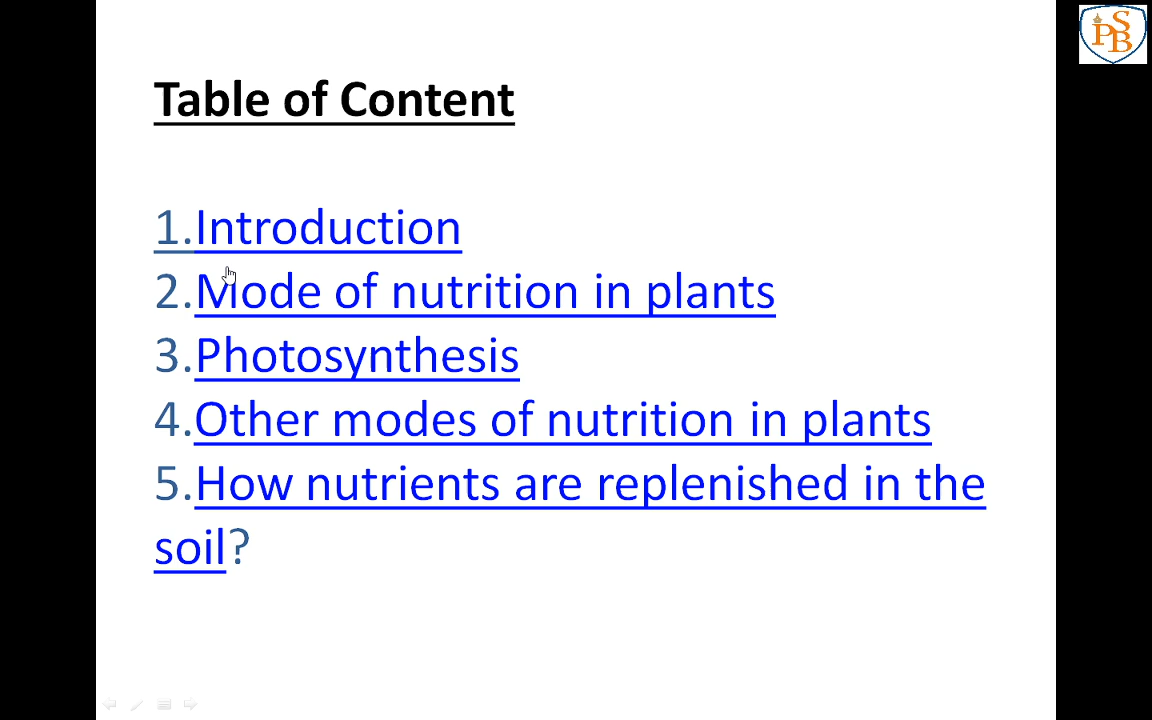 PSB
Table of Content
1.Introduction
2.Mode of nutrition in plants
3.Photosynthesis
4.Other modes of nutrition in plants
5.How nutrients are replenished in the
soil?